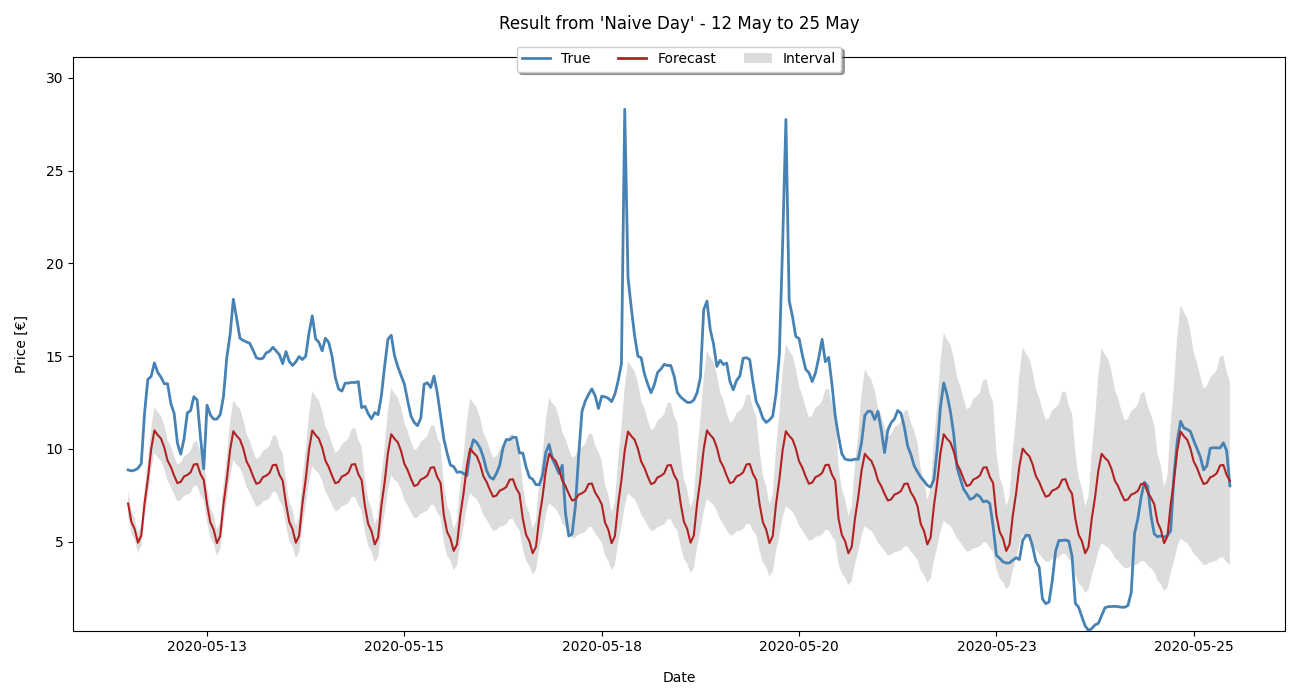 Result from 'Naive Day' - 12 May to 25 May
True Forecast Interval
30
25
20
15
10
5
Price [€]
2020-05-13 2020-05-15 2020-05-18 2020-05-20 2020-05-23 2020-05-25
Date